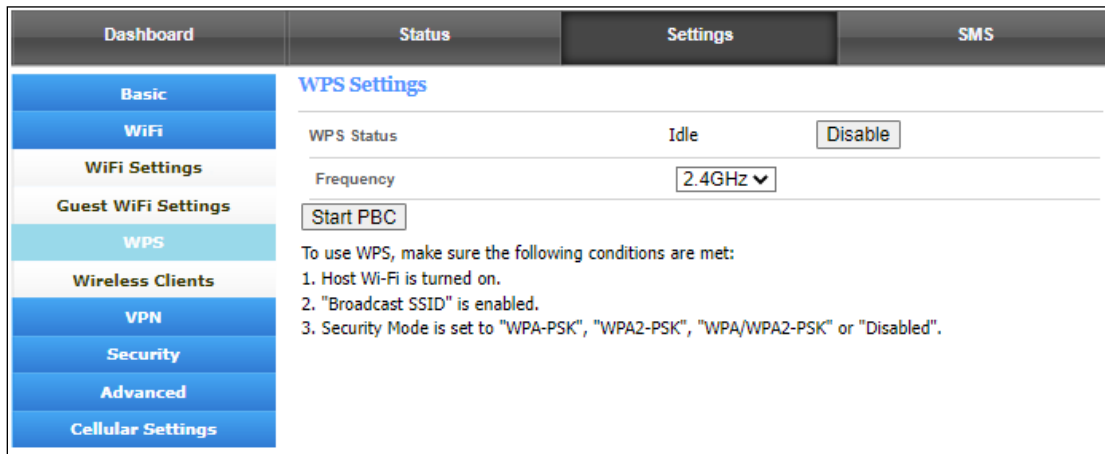 Dashboard Status Settings SMS
Basic
WiFi
WiFi Settings
Guest WiFi Settings
WPS
Wireless Clients
VPN
Security
Advanced
Cellular Settings
WPS Settings
WPS Status Idle Disable
Frequency 2.4GHz
Start PBC
To use WPS, make sure the following conditions are met:
1. Host Wi-Fi is turned on.
2. "Broadcast SSID" is enabled.
3. Security Mode is set to "WPA-PSK", "WPA2-PSK", "WPA/WPA2-PSK" or "Disabled".